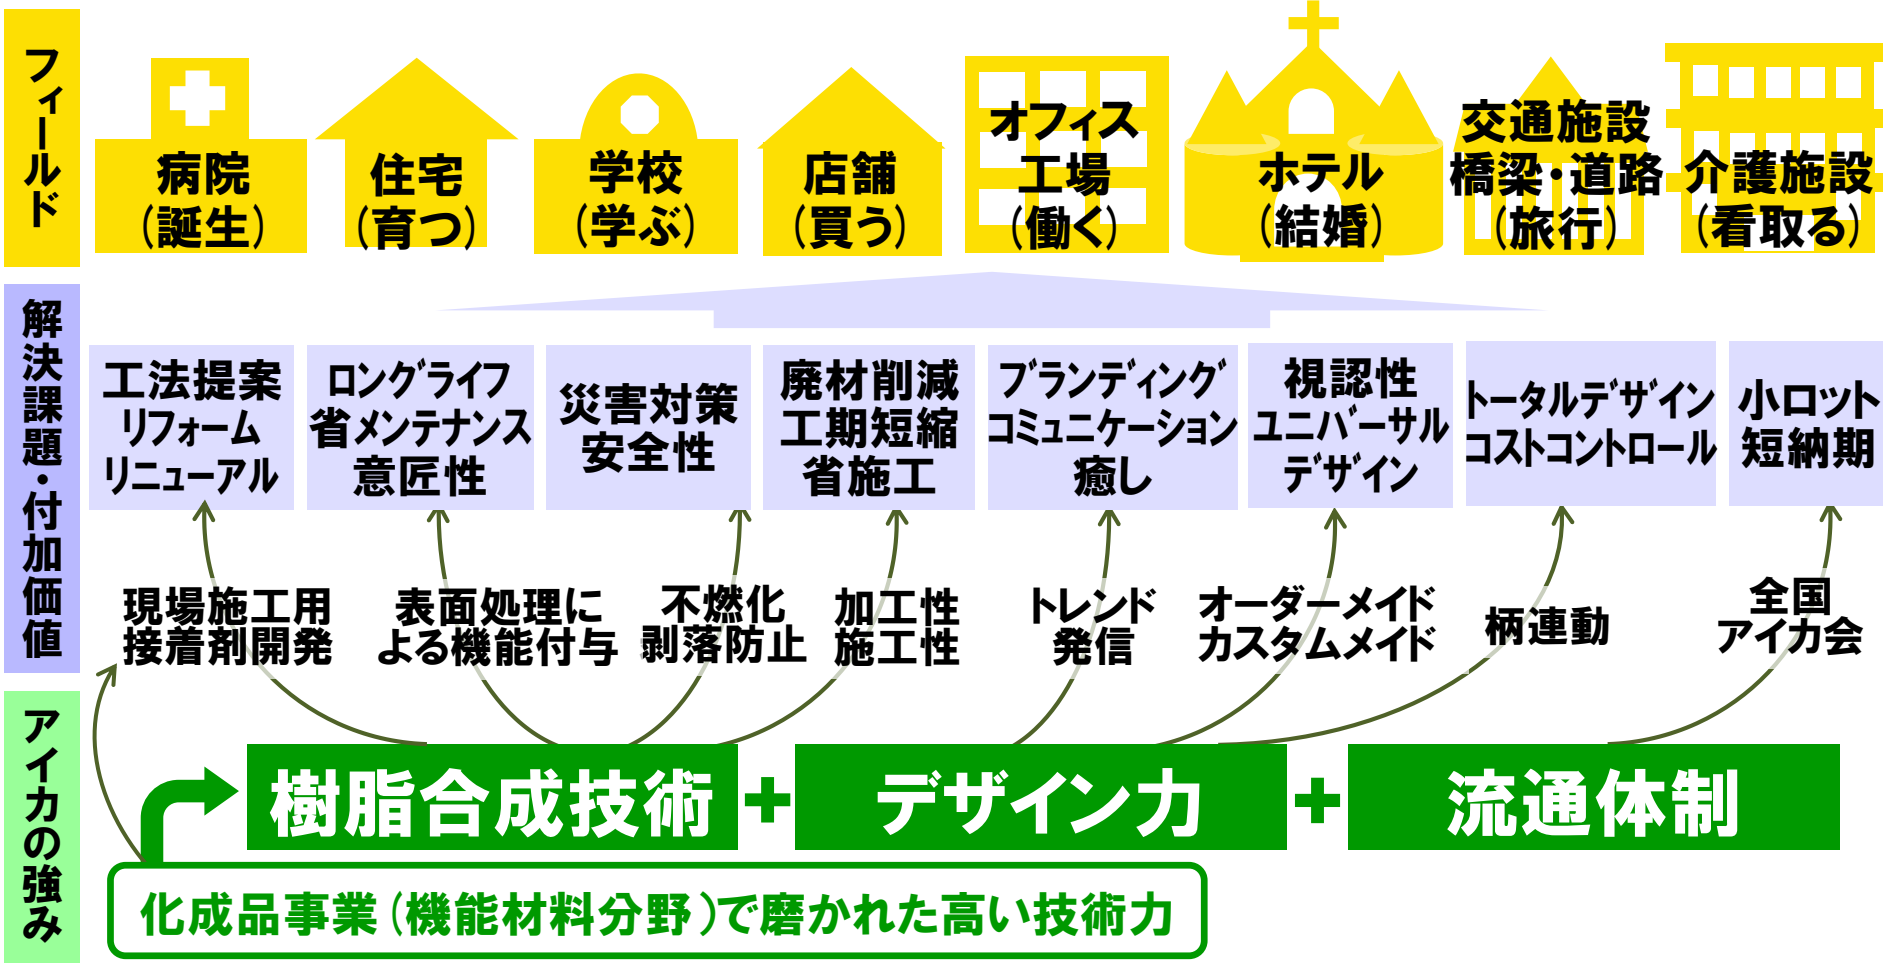 フィールド
病院
(誕生)
住宅
(育つ)
学校
(学ぶ)
店舗
(買う)
オフィス
工場
(働く)
ホテル
(結婚)
交通施設
橋梁・道路
(旅行)
介護施設
(看取る)
解決課題・付加価値
工法提案
リフォーム
リニューアル
ロングライフ
省メンテナンス
意匠性
災害対策
安全性
廃材削減
工期短縮
省施工
ブランディング
コミュニケーション
癒し
視認性
ユニバーサル
デザイン
トータルデザイン
コストコントロール
小ロット
短納期
現場施工用
接着剤開発
表面処理に
よる機能付与
不燃化
剥落防止
加工性
施工性
トレンド
発信
オーダーメイド
カスタムメイド
柄連動
全国
アイカ会
アイカの強み
樹脂合成技術
+
デザイン力
+
流通体制
化成品事業(機能材料分野)で磨かれた高い技術力